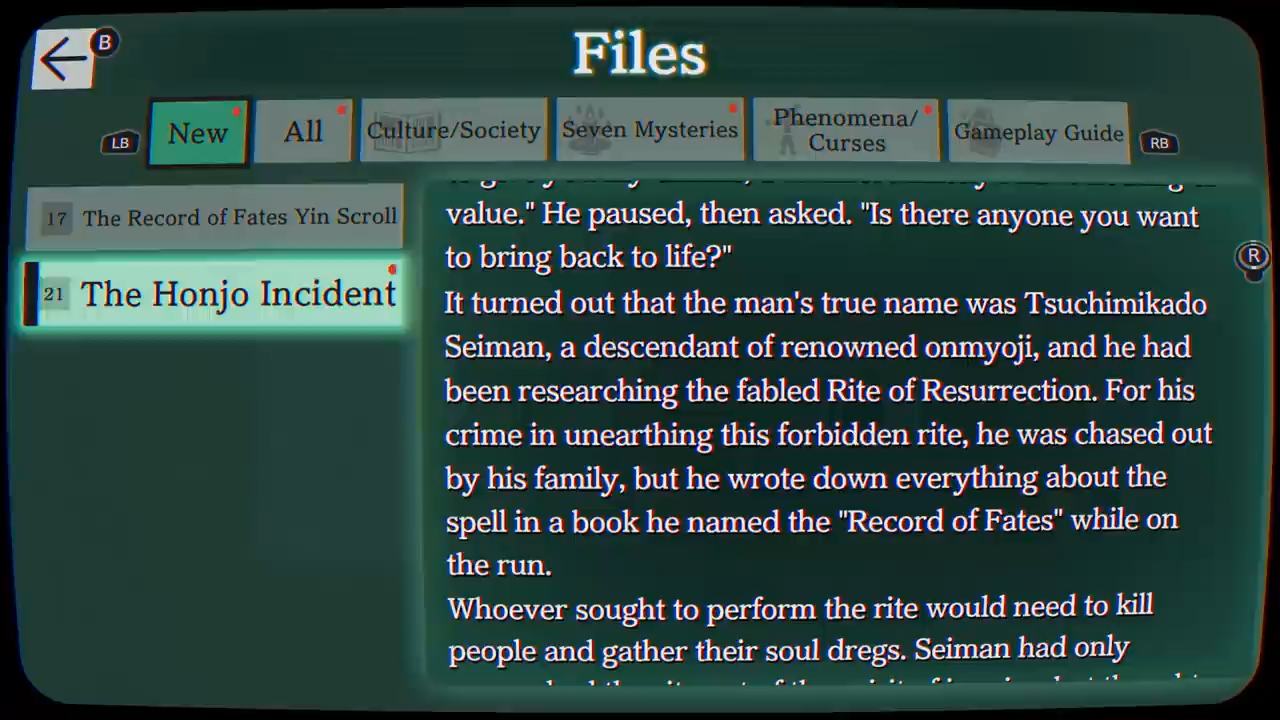 B
Files
LB
New
All
Culture/Society
Seven Mysteries
Phenomena/
Curses
Gameplay Guide
RB
17 The Record of Fates Yin Scroll
21 The Honjo Incident
value." He paused, then asked. "Is there anyone you want
to bring back to life?"
It turned out that the man's true name was Tsuchimikado
Seiman, a descendant of renowned onmyoji, and he had
been researching the fabled Rite of Resurrection. For his
crime in unearthing this forbidden rite, he was chased out
by his family, but he wrote down everything about the
spell in a book he named the "Record of Fates" while on
the run.
Whoever sought to perform the rite would need to kill
people and gather their soul dregs. Seiman had only
R